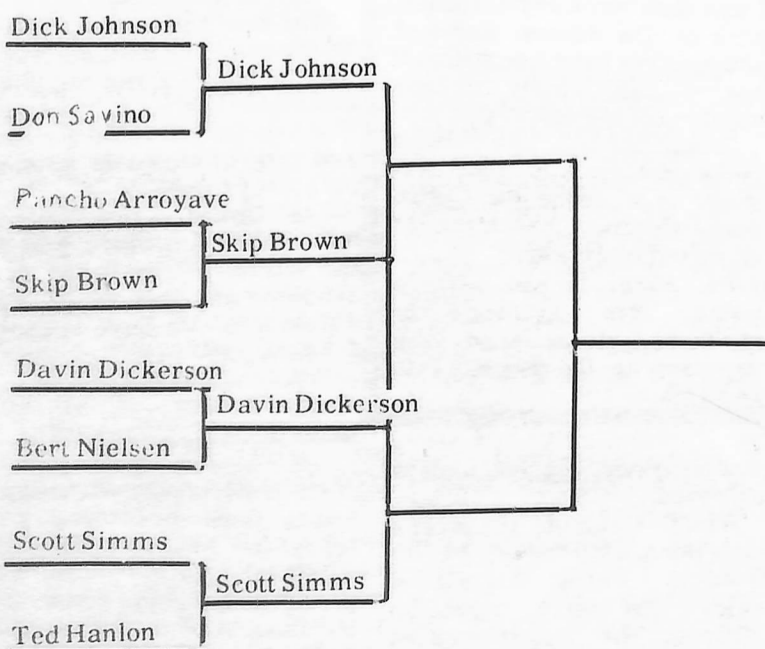 Dick Johnson
Dick Johnson
Don Savino
Pancho Arroyave
Skip Brown
Skip Brown
Davin Dickerson
Davin Dickerson
Bert Nielsen
Scott Simms
Scott Simms
Ted Hanlon